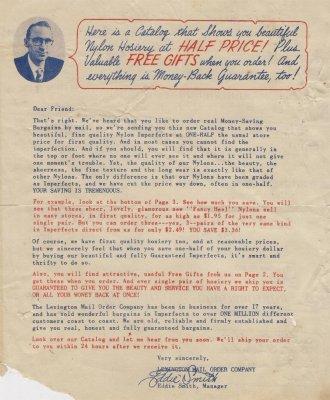 Here is a Catalog that Shows you beautiful
Nylon Hosiery at HALF PRICE! Plus
Valuable FREE GIFTS when you order! And
everything is Money-Back Guarantee, too!
Dear Friend:
That's right. We've heard that you like to order real Money-Saving
Bargains by mail, so we're sending you this new Catalog that shows you
beautiful, fine quality Nylon Imperfects at ONE-HALF the usual store
price for first quality. And in most cases you cannot find the
imperfection. And if you should, you will find that it is generally in
the top or foot where no one will ever see it and where it will not give
one moment's trouble. Yet, the quality of our Nylons...the beauty, the
sheerness, the fine texture and the long wear is exactly like that of
other Nylons. The only difference is that our Nylons have been graded
as Imperfects, and we have cut the price way down, often in one-half.
YOUR SAVING IS TREMENDOUS.
For example, look at the bottom of Page 3. See how much you save. You will
see that these sheer, lovely, glamorous new "Fancy Heel" Nylons sell
in many stores, in first quality, for as high as $1.95 for just one
single pair. But you can order three---yes, 3--pairs of the very same kind
in Imperfects direct from us for only $2.49! YOU SAVE $3.36!
Of course, we have first quality hosiery too, and at reasonable prices,
but we sincerely feel that when you save one-half of your hosiery dollar
by buying our beautiful and fully Guaranteed Imperfects, it's smart and
thrifty to do so.
Also, you will find attractive, useful Free Gifts from us on Page 2. You
get these when you order. And ever single pair of hosiery we ship you is
GUARANTEED TO GIVE YOU THE BEAUTY AND SERVICE YOU HAVE A RIGHT TO EXPECT,
OR ALL YOUR MONEY BACK AT ONCE!
The Lexington Mail Order Company has been in business for over 17 years,
and has sold wonderful bargains in Imperfects to over ONE MILLION different
customers coast to coast. We are old, reliable and firmly established and
give you real, honest and fully guaranteed bargains.
Look over our Catalog and let me hear from you soon. We'll ship your order
to you within 24 hours after we receive it.
Very sincerely,
LEXINGTON MAIL ORDER COMPANY
Eddie Smith
Eddie Smith, Manager